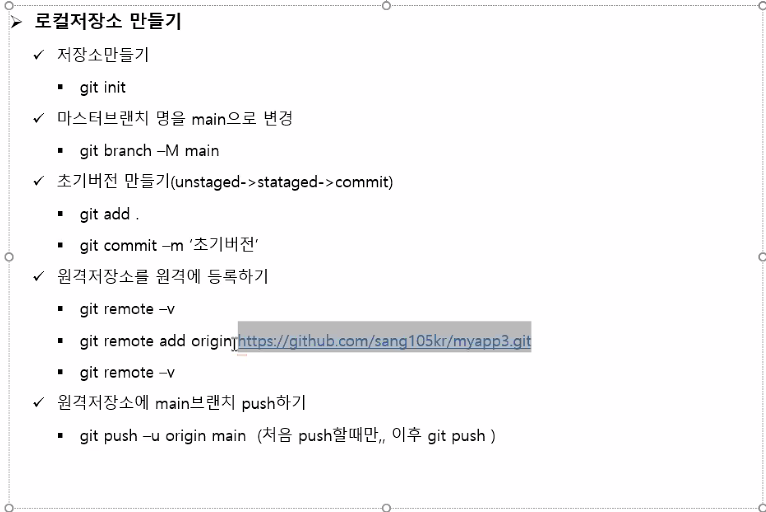 로컬저장소 만들기
저장소만들기
git init
마스터브랜치 명을 main으로 변경
git branch –M main
초기버전 만들기(unstaged->stataged->commit)
git add .
git commit –m ‘초기버전’
원격저장소를 원격에 등록하기
git remote –v
git remote add origin https://github.com/sang105kr/myapp3.git
git remote –v
원격저장소에 main브랜치 push하기
git push –u origin main  (처음 push할때만,, 이후 git push )